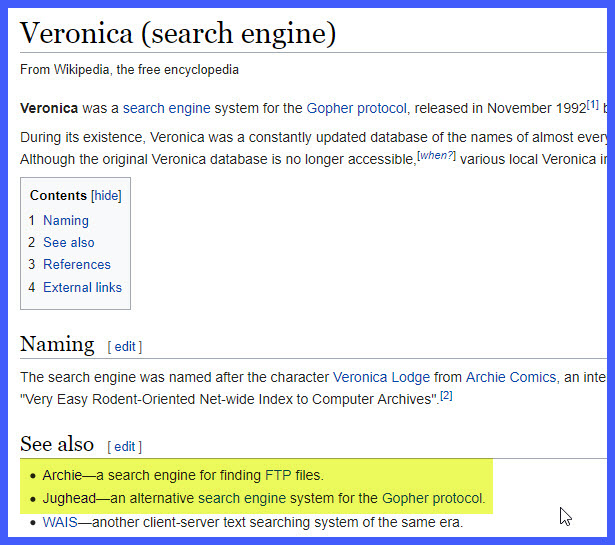 Veronica (search engine)
From Wikipedia, the free encyclopedia
Veronica was a search engine system for the Gopher protocol, released in November 1992[1] b
During its existence, Veronica was a constantly updated database of the names of almost every
Although the original Veronica database is no longer accessible,[when?] various local Veronica in
Contents [hide]
1 Naming
2 See also
3 References
4 External links
Naming [ edit ]
The search engine was named after the character Veronica Lodge from Archie Comics, an inte
"Very Easy Rodent-Oriented Net-wide Index to Computer Archives".[2]
See also [ edit ]
• Archie—a search engine for finding FTP files.
• Jughead—an alternative search engine system for the Gopher protocol.
• WAIS—another client-server text searching system of the same era.